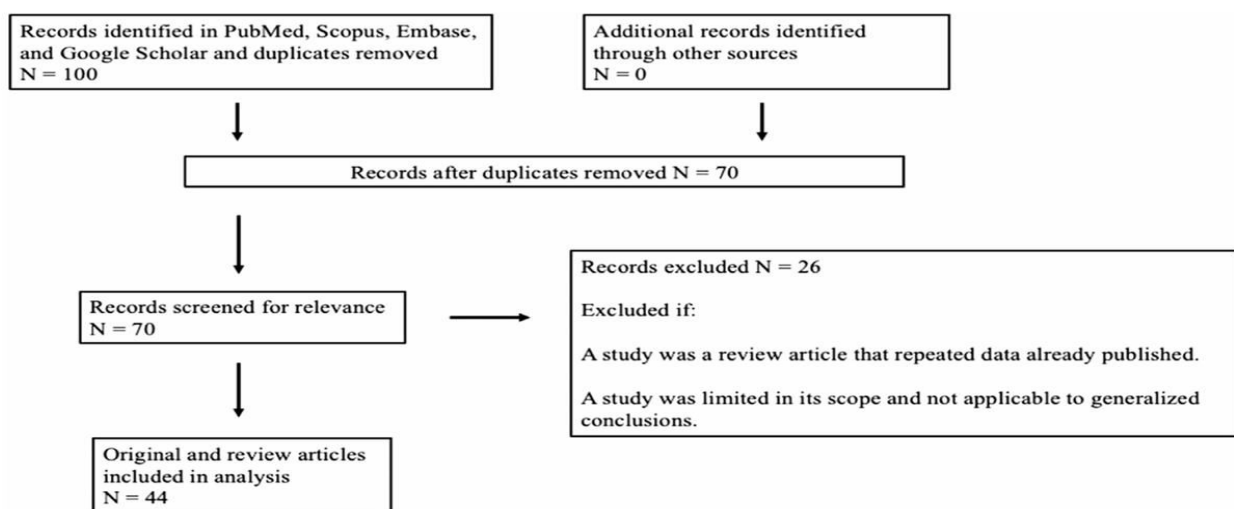 Records identified in PubMed, Scopus, Embase,
and Google Scholar and duplicates removed
N = 100
Additional records identified
through other sources
N = 0
Records after duplicates removed N = 70
Records screened for relevance
N = 70
Records excluded N = 26
Excluded if:
A study was a review article that repeated data already published.
A study was limited in its scope and not applicable to generalized
conclusions.
Original and review articles
included in analysis
N = 44